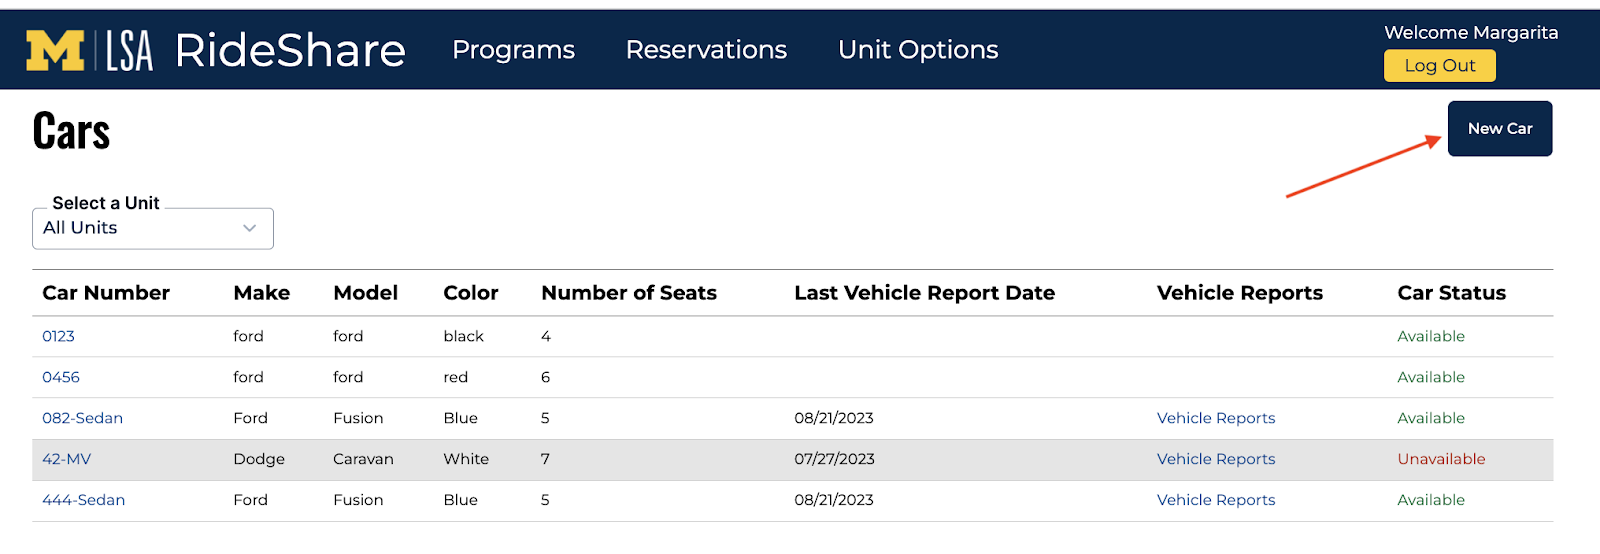 M LSA RideShare Programs Reservations Unit Options Welcome Margarita
Log Out
Cars New Car
Select a Unit
All Units
Car Number Make Model Color Number of Seats Last Vehicle Report Date Vehicle Reports Car Status
0123 ford ford black 4 Available
0456 ford ford red 6 Available
082-Sedan Ford Fusion Blue 5 08/21/2023 Vehicle Reports Available
42-MV Dodge Caravan White 7 07/27/2023 Vehicle Reports Unavailable
444-Sedan Ford Fusion Blue 5 08/21/2023 Vehicle Reports Available